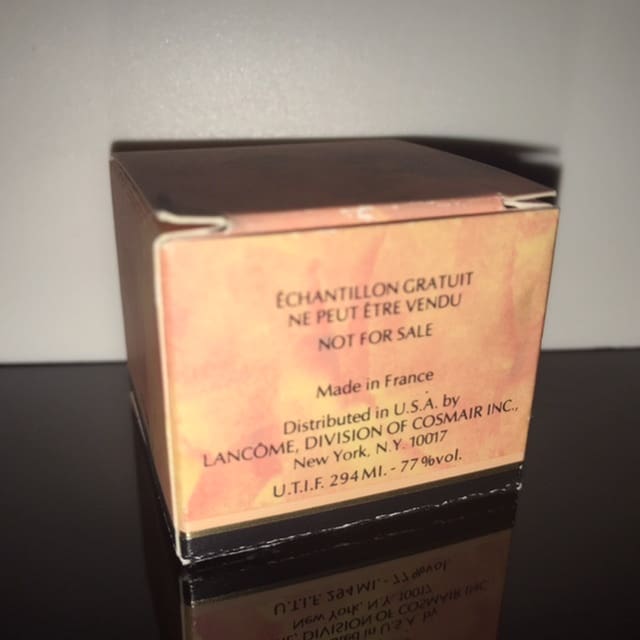 ÉCHANTILLON GRATUIT
NE PEUT ÊTRE VENDU
NOT FOR SALE
Made in France
Distributed in U.S.A. by
LANCÔME, DIVISION OF COSMAIR INC.,
New York, N.Y. 10017
U.T.I.F. 294 MI. - 77 %vol.